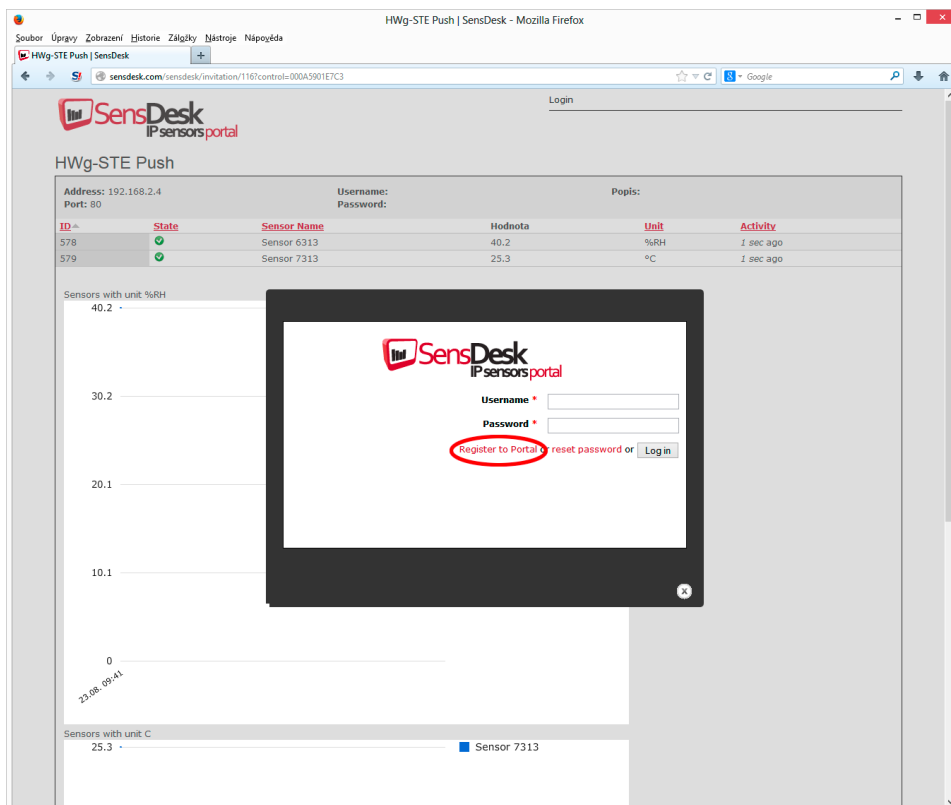 HWg-STE Push | SensDesk - Mozilla Firefox
Soubor Úpravy Zobrazení Historie Záložky Nástroje Nápověda
HWg-STE Push | SensDesk
sensdesk.com/sensdesk/invitation/116?control=000A5901E7C3
Google
SensDesk
IP sensors portal
Login
HWg-STE Push
Address: 192.168.2.4 Username: Popis:
Port: 80 Password:
ID State Sensor Name Hodnota Unit Activity
578 Sensor 6313 40.2 %RH 1 sec ago
579 Sensor 7313 25.3 °C 1 sec ago
Sensors with unit %RH
40.2
30.2
20.1
10.1
0
23.08. 09:41
SensDesk
IP sensors portal
Username *
Password *
Register to Portal or reset password or Log in
x
Sensors with unit C
25.3
Sensor 7313